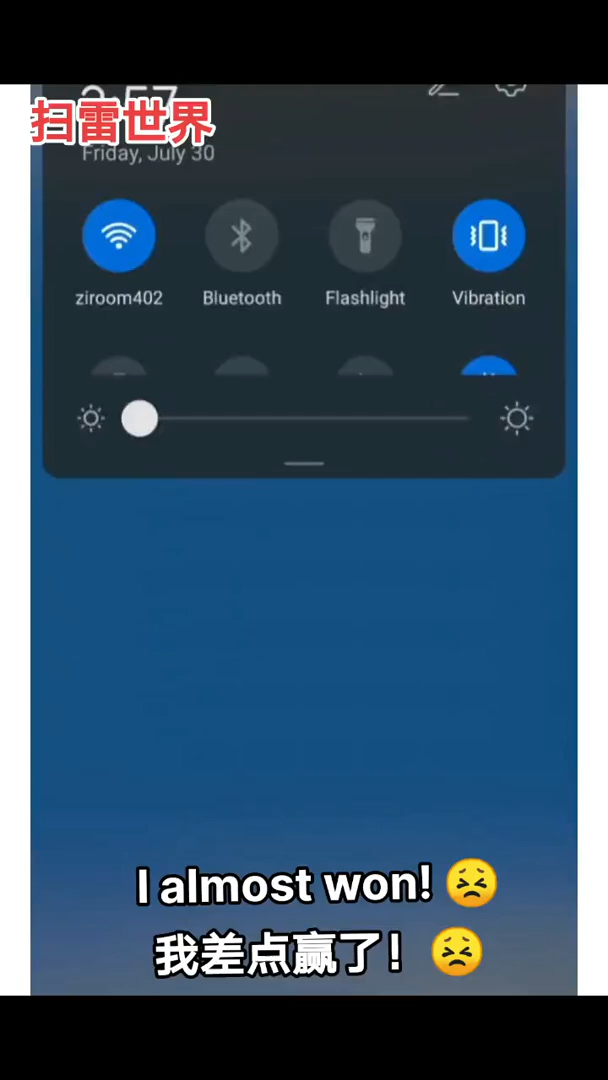 扫雷世界
Friday, July 30
ziroom402 Bluetooth Flashlight Vibration
I almost won! 😣
我差点赢了！😣